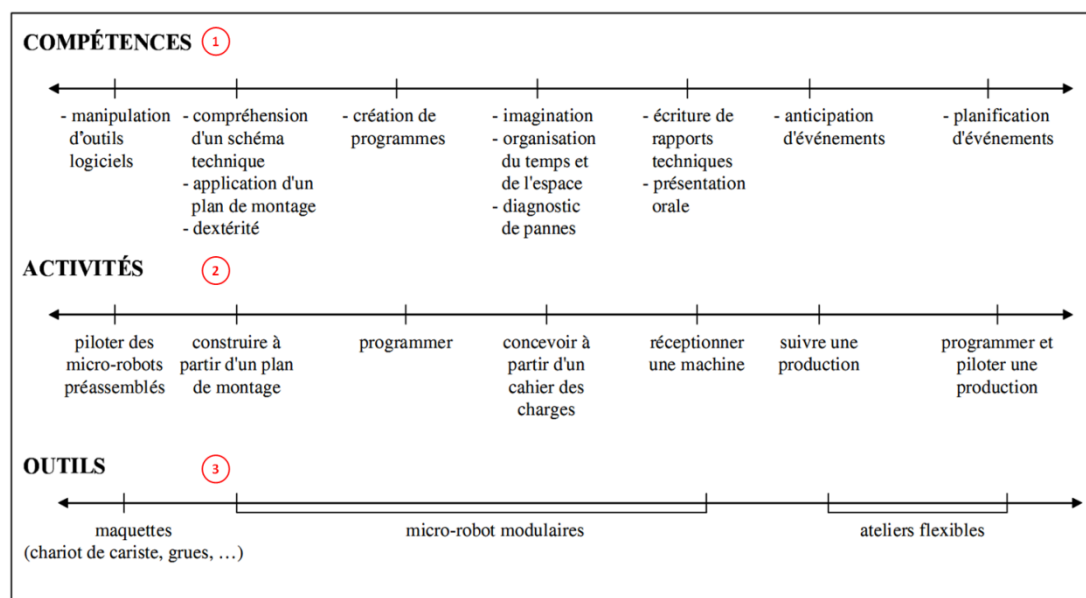 COMPÉTENCES 1
- manipulation
d'outils
logiciels
- compréhension
d'un schéma
technique
- application d'un
plan de montage
- dextérité
- création de
programmes
- imagination
- organisation
du temps et
de l'espace
- diagnostic
de pannes
- écriture de
rapports
techniques
- présentation
orale
- anticipation
d'événements
- planification
d'événements
ACTIVITÉS 2
piloter des
micro-robots
préassemblés
construire à
partir d'un plan
de montage
programmer
concevoir à
partir d'un
cahier des
charges
réceptionner
une machine
suivre une
production
programmer et
piloter une
production
OUTILS 3
maquettes
(chariot de cariste, grues, …)
micro-robot modulaires
ateliers flexibles